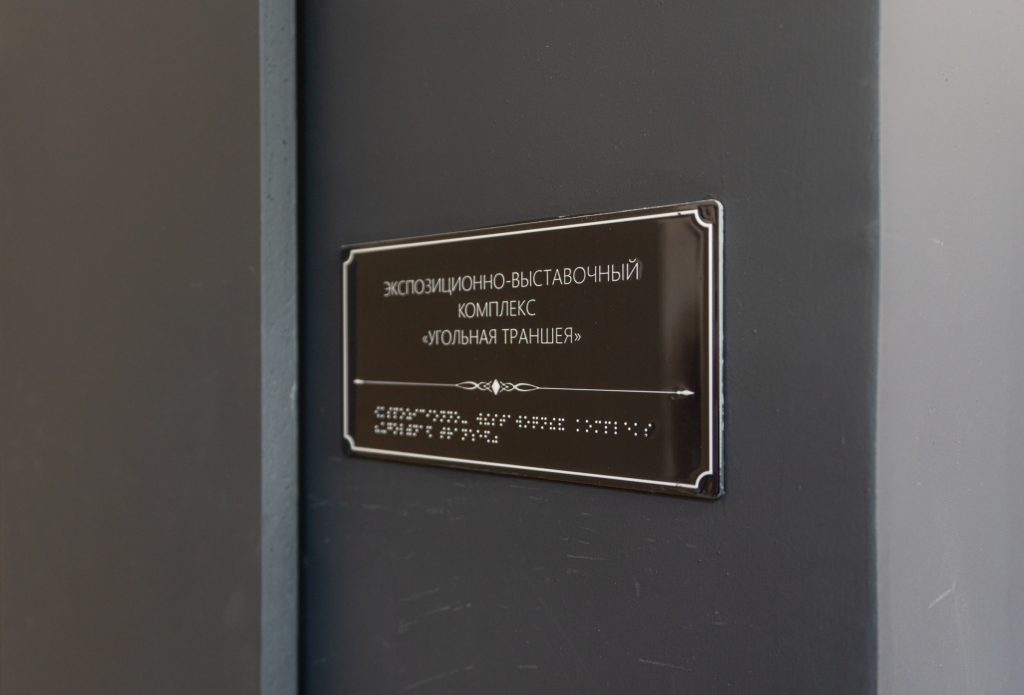 ЭКСПОЗИЦИОННО-ВЫСТАВОЧНЫЙ
КОМПЛЕКС
«УГОЛЬНАЯ ТРАНШЕЯ»